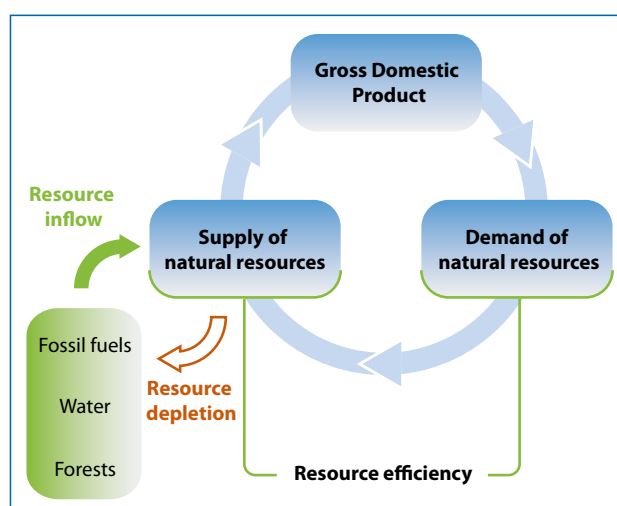 Gross Domestic
Product
Resource
inflow
Supply of
natural resources
Demand of
natural resources
Fossil fuels
Water
Forests
Resource
depletion
Resource efficiency